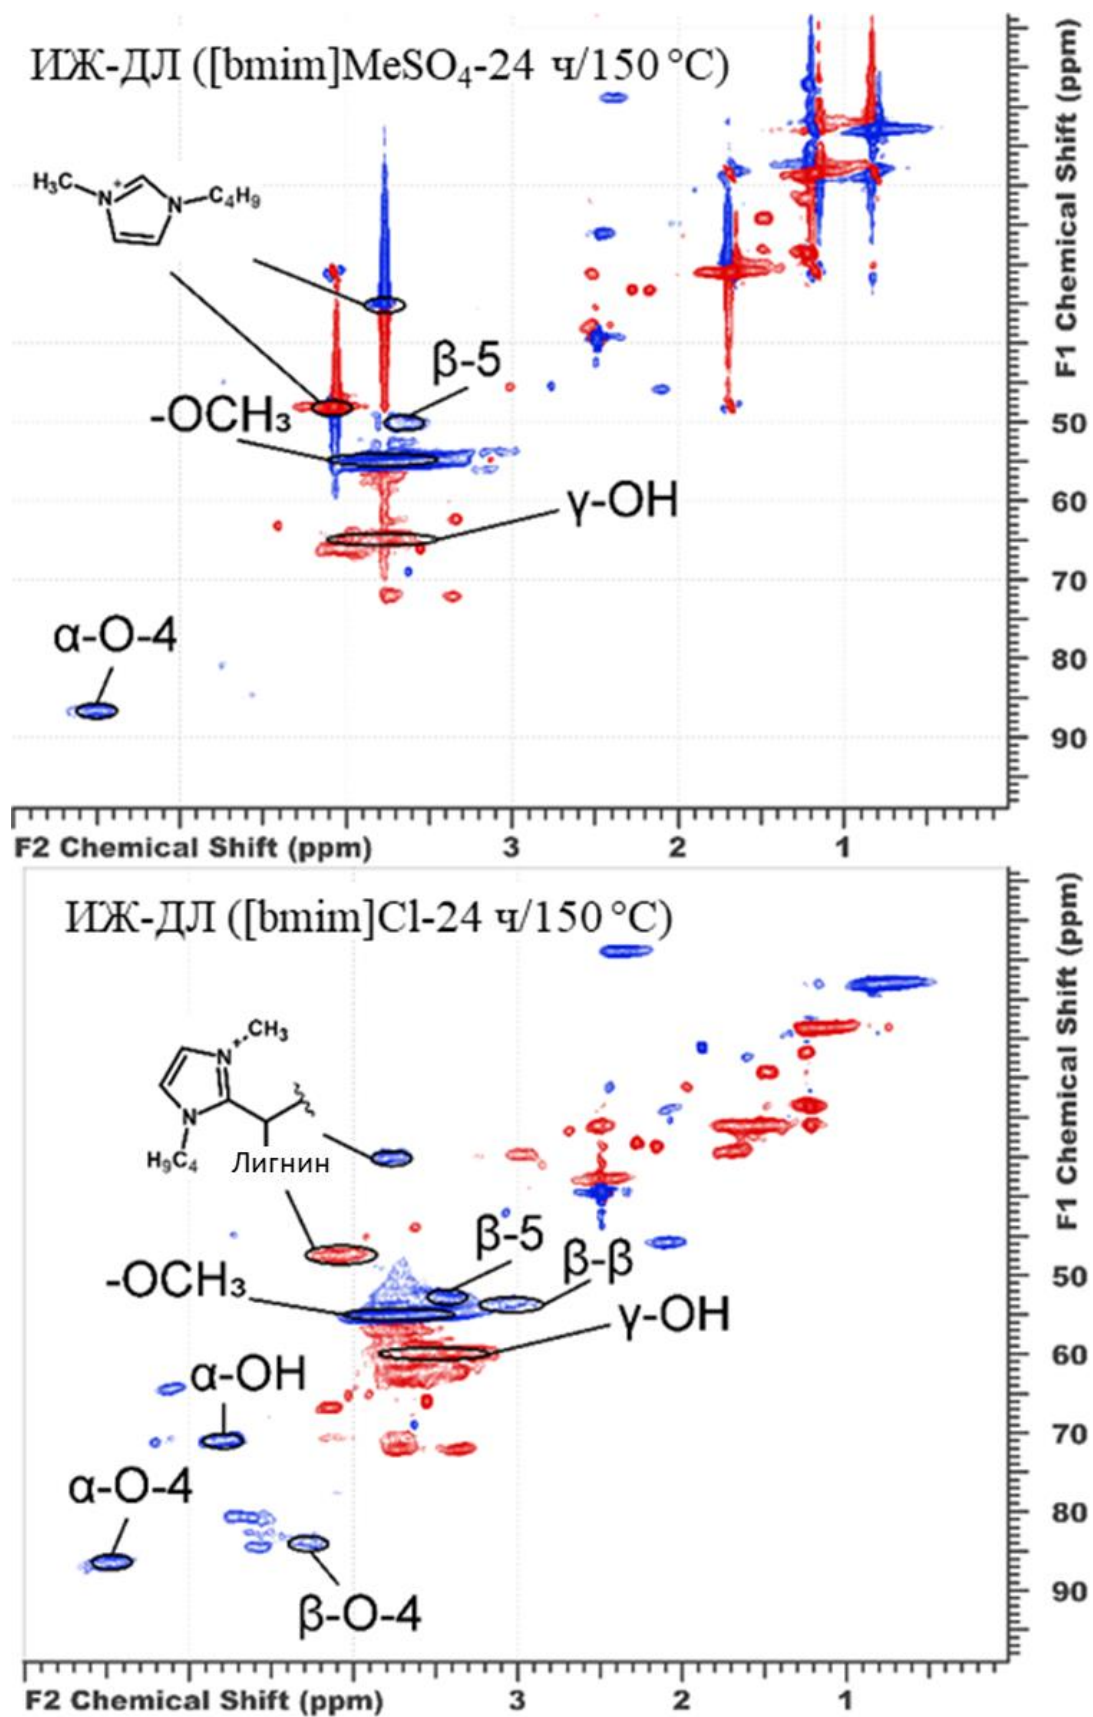 ИЖ-ДЛ ([bmim]MeSO₄-24 ч/150 °C)
H₃C
N
+
N
C₄H₉
β-5
-OCH₃
γ-OH
α-O-4
50
60
70
80
90
F1 Chemical Shift (ppm)
F2 Chemical Shift (ppm)
3
2
1
ИЖ-ДЛ ([bmim]Cl-24 ч/150 °C)
CH₃
N
+
N
H₉C₄
Лигнин
β-5
β-β
-OCH₃
γ-OH
α-OH
α-O-4
β-O-4
50
60
70
80
90
F1 Chemical Shift (ppm)
F2 Chemical Shift (ppm)
3
2
1